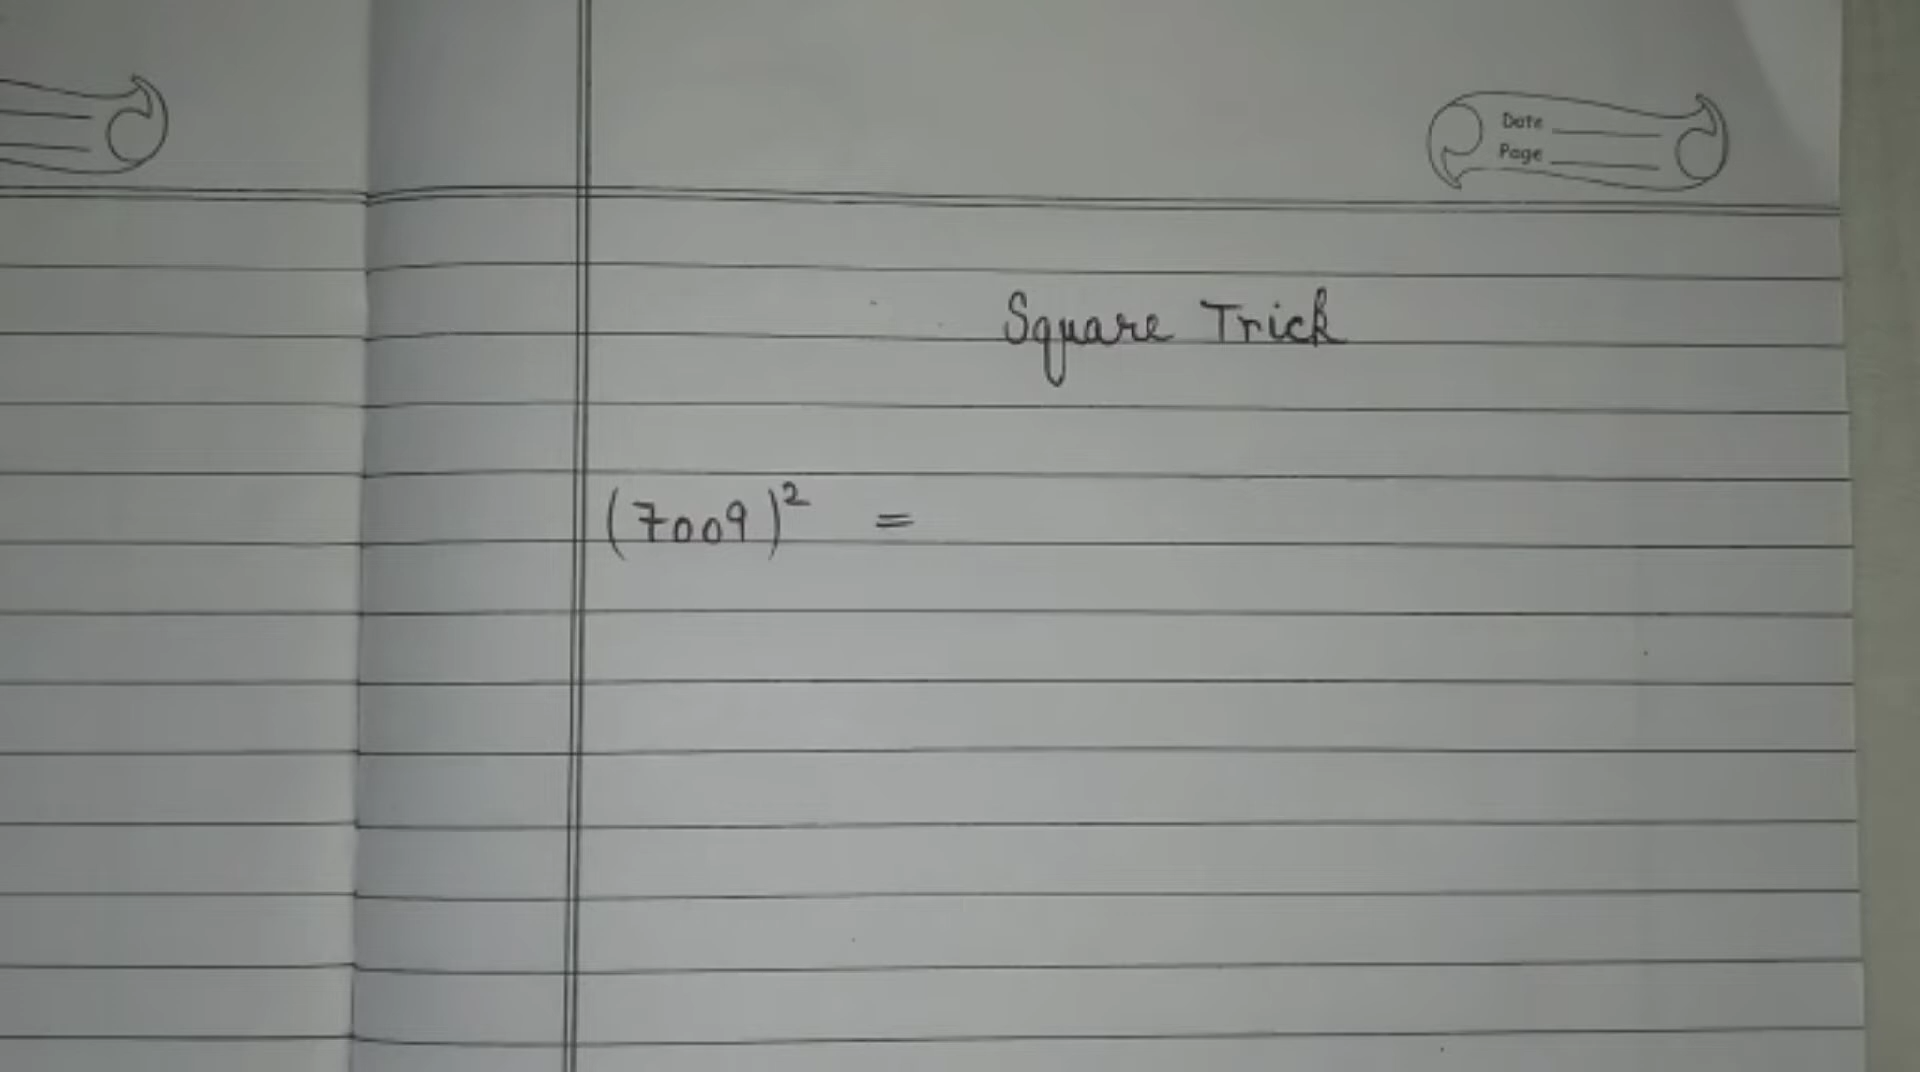 Date
Page
Square Trick
(7009)² =